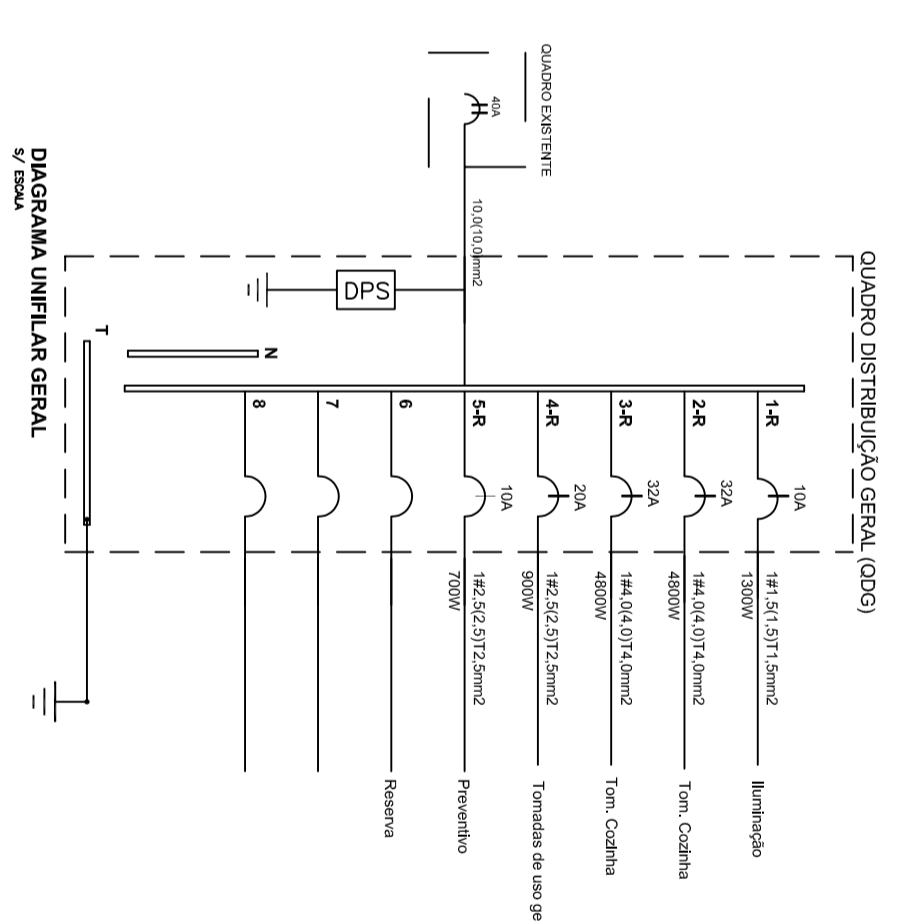 QUADRO DISTRIBUIÇÃO GERAL (QDG)
QUADRO EXISTENTE
40A
10,0(10,0)mm2
DPS
1-R
10A
1#1,5(1,5)T1,5mm2
1300W
Iluminação
2-R
32A
1#4,0(4,0)T4,0mm2
4800W
Tom. Cozinha
3-R
32A
1#4,0(4,0)T4,0mm2
4800W
Tom. Cozinha
4-R
20A
1#2,5(2,5)T2,5mm2
900W
Tomadas de uso ge
5-R
10A
1#2,5(2,5)T2,5mm2
700W
Preventivo
6
Reserva
7
8
N
T
DIAGRAMA UNIFILAR GERAL
S/ ESCALA